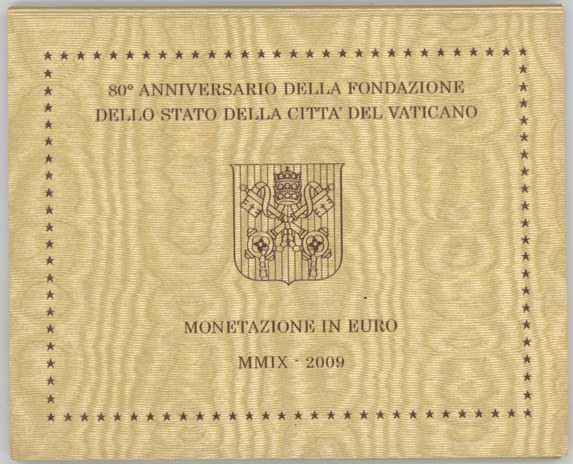 80° ANNIVERSARIO DELLA FONDAZIONE
DELLO STATO DELLA CITTA' DEL VATICANO
MONETAZIONE IN EURO
MMIX - 2009